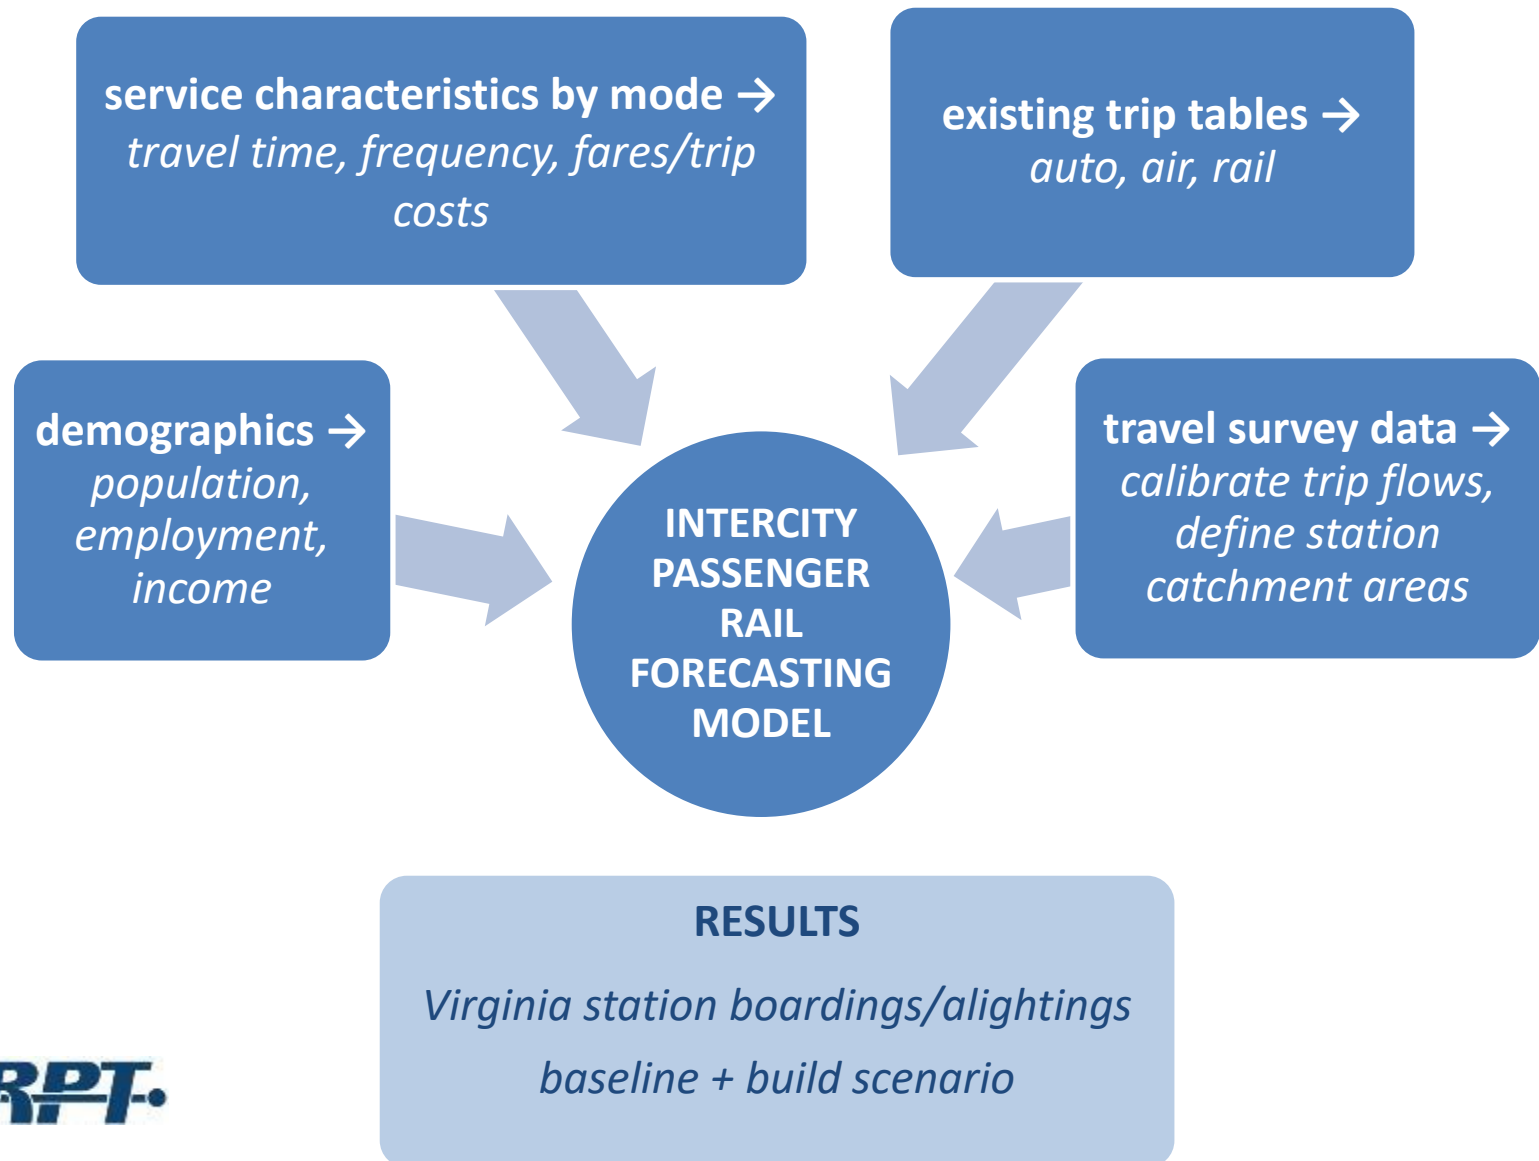 service characteristics by mode →
travel time, frequency, fares/trip
costs
existing trip tables →
auto, air, rail
demographics →
population,
employment,
income
travel survey data →
calibrate trip flows,
define station
catchment areas
INTERCITY
PASSENGER
RAIL
FORECASTING
MODEL
RESULTS
Virginia station boardings/alightings
baseline + build scenario
RPT